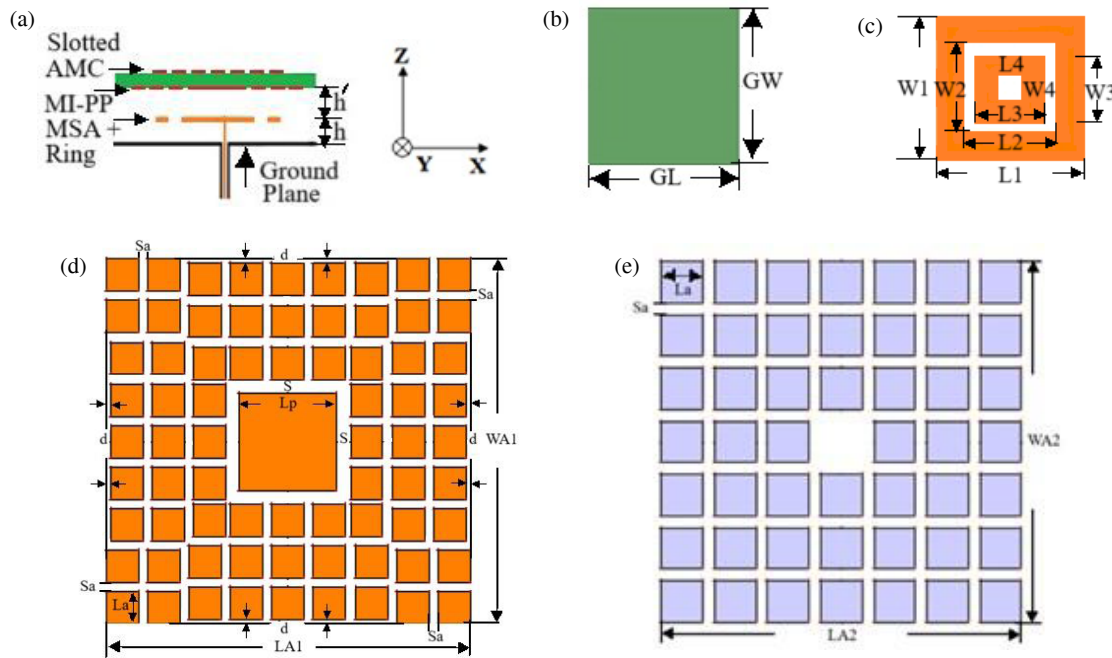 (a)
Slotted
AMC
MI-PP
MSA +
Ring
h'
h
Ground
Plane
Z
Y
X
(b)
GW
GL
(c)
W1
W2
L4
W4
W3
L3
L2
L1
(d)
Sa
d
Sa
S
Lp
S
d
d
WA1
Sa
La
d
Sa
LA1
(e)
La
Sa
WA2
LA2